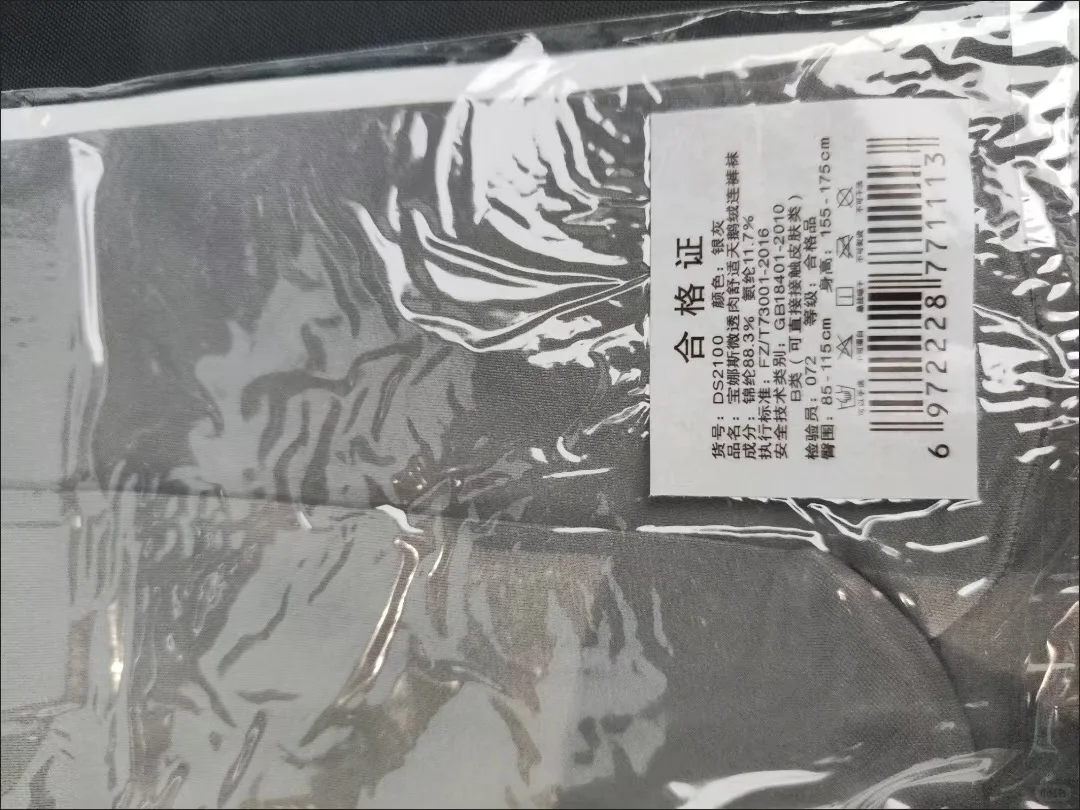 合格证
货号：DS2100 颜色：银灰
品名：宝娜斯微透肉舒适天鹅绒连裤袜
成分：锦纶88.3% 氨纶11.7%
执行标准：FZ/T73001-2016
安全技术类别：GB18401-2010
B类（可直接接触皮肤类）
检验员：072 等级：合格品
臀围：85-115cm 身高：155-175cm
6972228771113